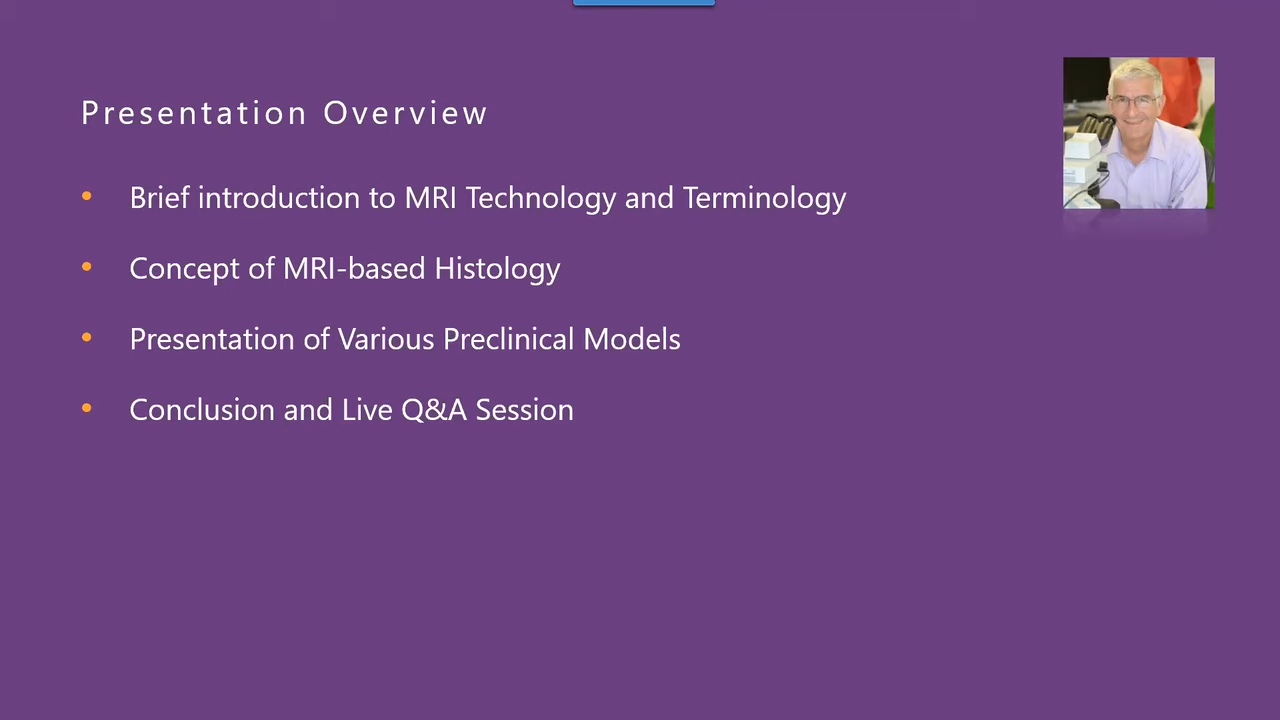 Presentation Overview
• Brief introduction to MRI Technology and Terminology
• Concept of MRI-based Histology
• Presentation of Various Preclinical Models
• Conclusion and Live Q&A Session